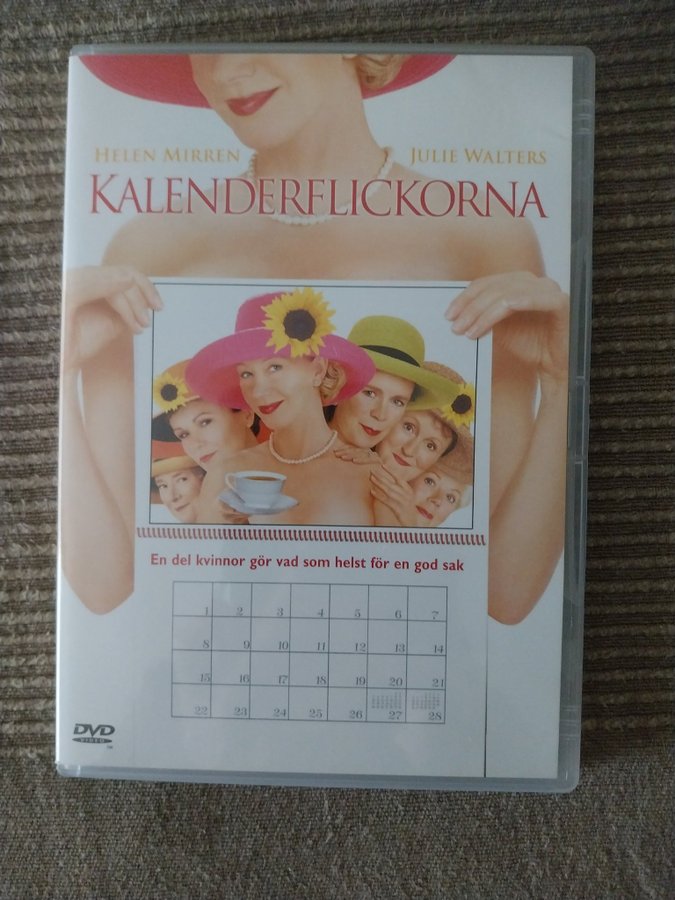 HELEN MIRREN JULIE WALTERS
KALENDERFLICKORNA
En del kvinnor gör vad som helst för en god sak
1 2 3 4 5 6 7
8 9 10 11 12 13 14
15 16 17 18 19 20 21
22 23 24 25 26 27 28
DVD
VIDEO
TM